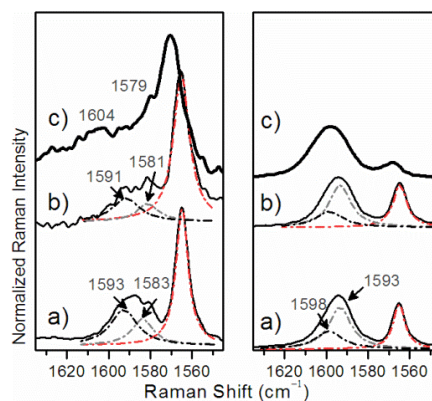 Normalized Raman Intensity
c)
1604
1579
b)
1591
1581
a)
1593
1583
1620
1600
1580
1560
c)
b)
a)
1593
1598
1620
1600
1580
1560
Raman Shift (cm⁻¹)